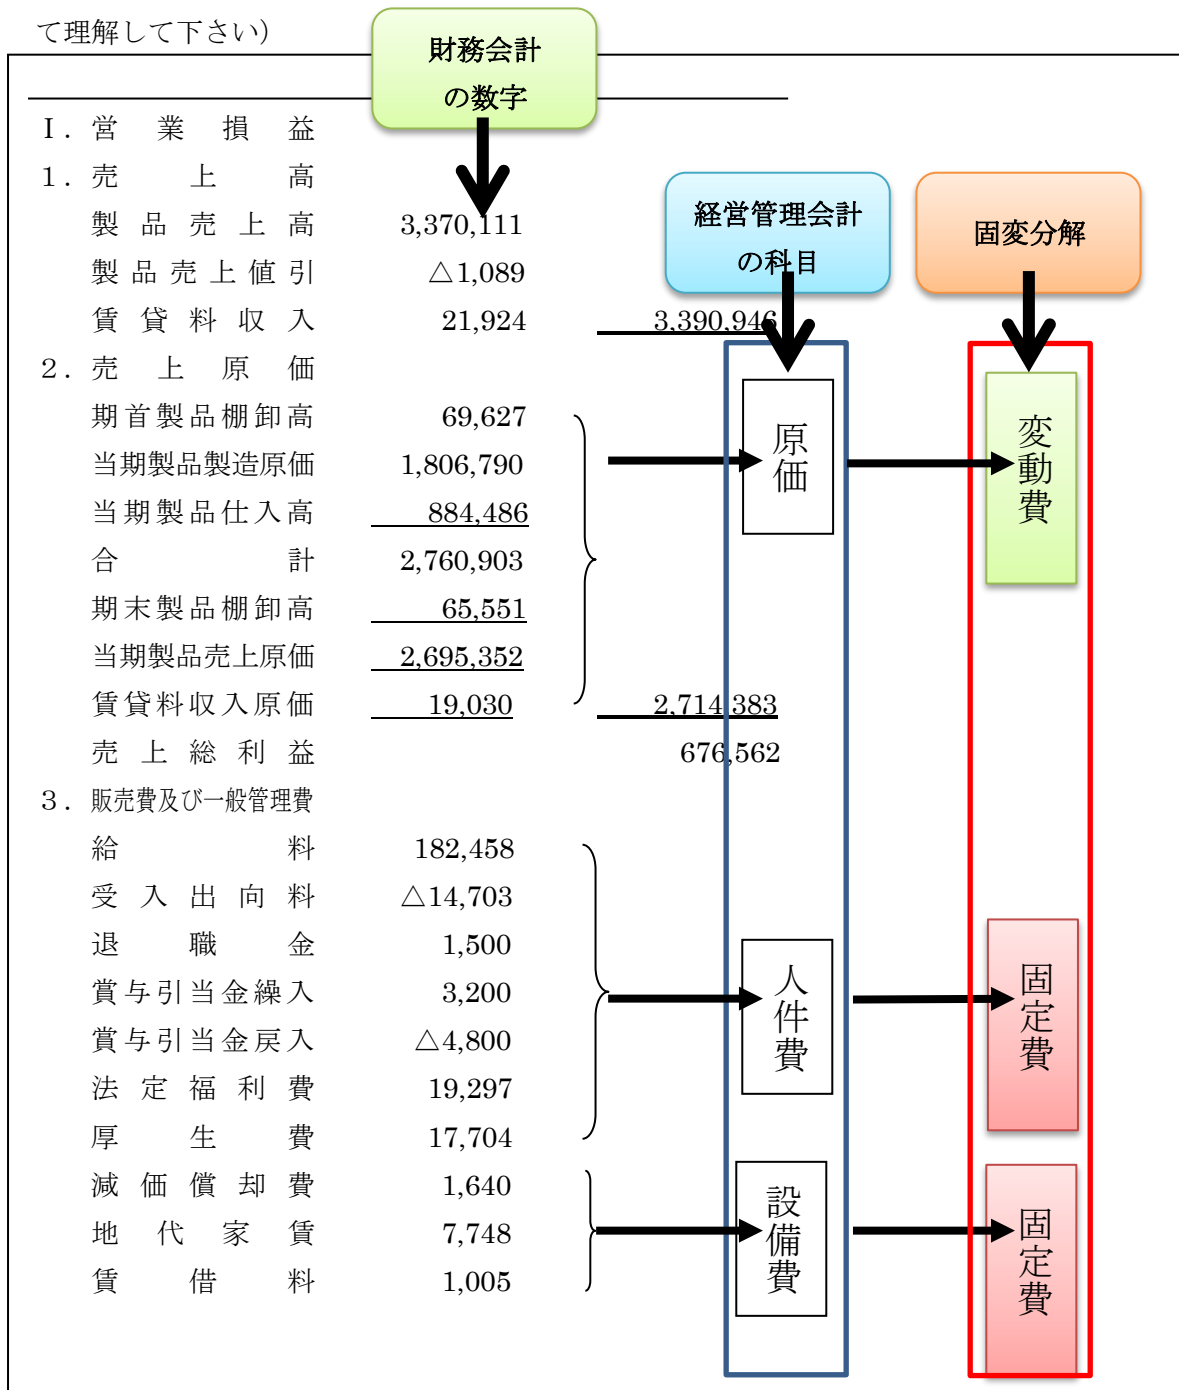 て理解して下さい）
財務会計
の数字
Ⅰ．営業損益
１．売上高
製品売上高 3,370,111
製品売上値引 △1,089
賃貸料収入 21,924 3,390,946
経営管理会計
の科目
固変分解
２．売上原価
期首製品棚卸高 69,627
当期製品製造原価 1,806,790
当期製品仕入高 884,486
合計 2,760,903
期末製品棚卸高 65,551
当期製品売上原価 2,695,352
賃貸料収入原価 19,030 2,714,383
売上総利益 676,562
原価
変動費
３．販売費及び一般管理費
給料 182,458
受入出向料 △14,703
退職金 1,500
賞与引当金繰入 3,200
賞与引当金戻入 △4,800
法定福利費 19,297
厚生費 17,704
人件費
固定費
減価償却費 1,640
地代家賃 7,748
賃借料 1,005
設備費
固定費